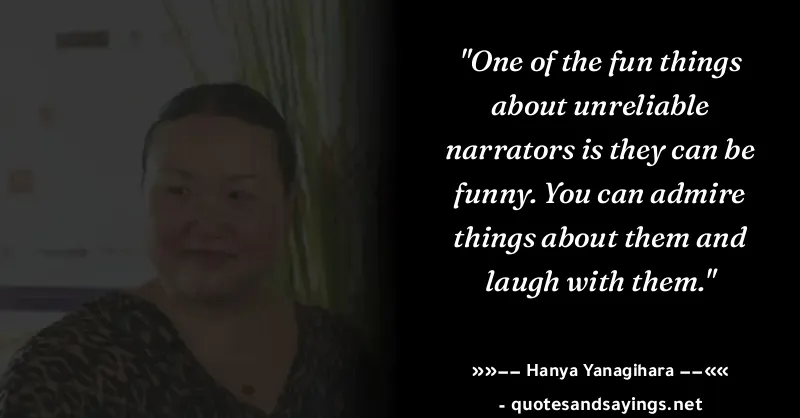 "One of the fun things
about unreliable
narrators is they can be
funny. You can admire
things about them and
laugh with them."
»»—— Hanya Yanagihara ——««
- quotesandsayings.net